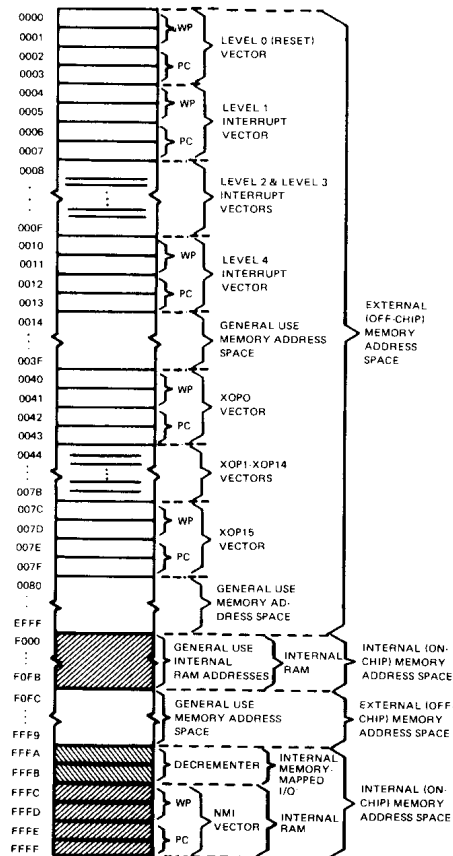 0000
0001
WP
0002
0003
PC
LEVEL 0 (RESET)
VECTOR
0004
0005
WP
0006
0007
PC
LEVEL 1
INTERRUPT
VECTOR
0008
000F
LEVEL 2 & LEVEL 3
INTERRUPT
VECTORS
0010
0011
WP
0012
0013
PC
LEVEL 4
INTERRUPT
VECTOR
0014
003F
GENERAL USE
MEMORY ADDRESS
SPACE
0040
0041
WP
0042
0043
PC
XOP0
VECTOR
0044
007B
XOP1-XOP14
VECTORS
007C
007D
WP
007E
007F
PC
XOP15
VECTOR
0080
EFFF
GENERAL USE
MEMORY AD-
DRESS SPACE
EXTERNAL
(OFF-CHIP)
MEMORY
ADDRESS
SPACE
F000
F0FB
GENERAL USE
INTERNAL
RAM ADDRESSES
INTERNAL
RAM
INTERNAL (ON-
CHIP) MEMORY
ADDRESS SPACE
F0FC
FFF9
GENERAL USE
MEMORY ADDRESS
SPACE
EXTERNAL (OFF
CHIP) MEMORY
ADDRESS SPACE
FFFA
FFFB
DECREMENTER
INTERNAL
MEMORY-
MAPPED
I/O
FFFC
FFFD
WP
FFFE
FFFF
PC
NMI
VECTOR
INTERNAL
RAM
INTERNAL (ON-
CHIP) MEMORY
ADDRESS SPACE